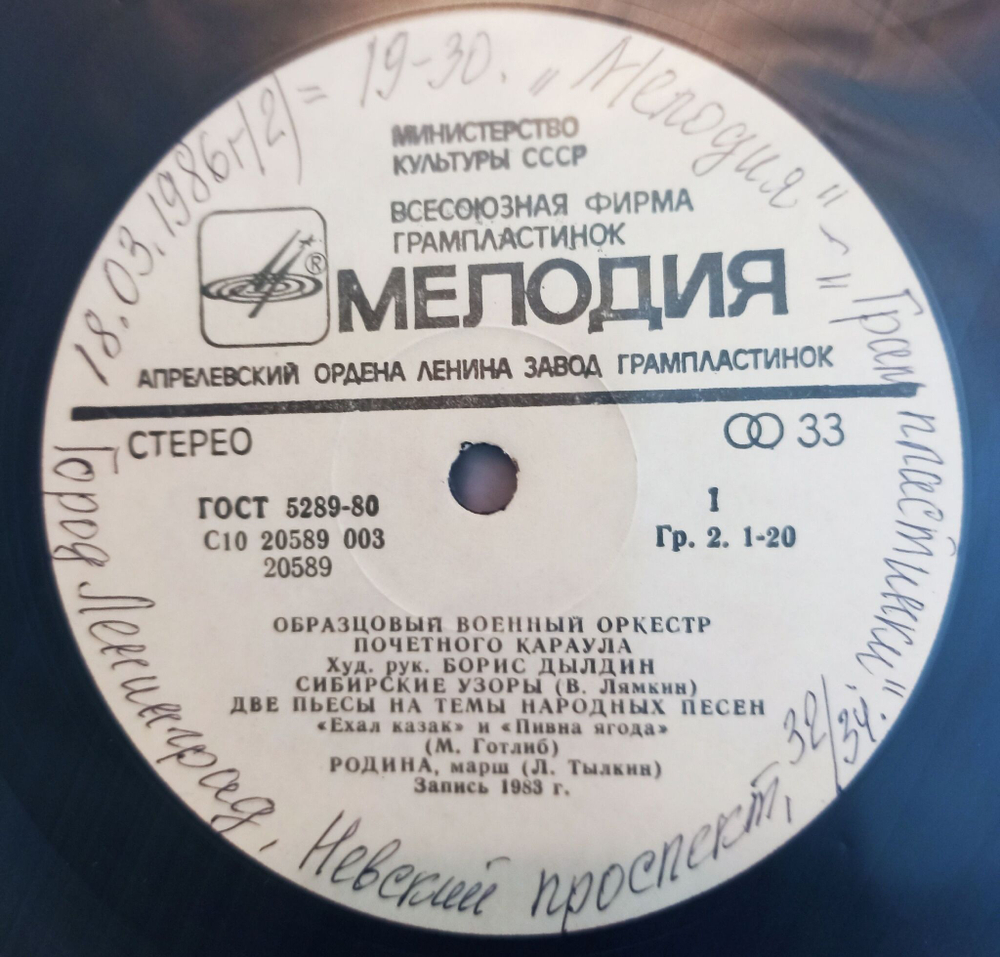 18.03.1986г(2) = 19-30. „Мелодия" ~ „Грампластинки".
МИНИСТЕРСТВО
КУЛЬТУРЫ СССР
ВСЕСОЮЗНАЯ ФИРМА
ГРАМПЛАСТИНОК
®
МЕЛОДИЯ
АПРЕЛЕВСКИЙ ОРДЕНА ЛЕНИНА ЗАВОД ГРАМПЛАСТИНОК
СТЕРЕО
33
ГОСТ 5289-80
1
С10 20589 003
Гр. 2. 1-20
20589
ОБРАЗЦОВЫЙ ВОЕННЫЙ ОРКЕСТР
ПОЧЕТНОГО КАРАУЛА
Худ. рук. БОРИС ДЫЛДИН
СИБИРСКИЕ УЗОРЫ (В. Лямкин)
ДВЕ ПЬЕСЫ НА ТЕМЫ НАРОДНЫХ ПЕСЕН
«Ехал казак» и «Пивна ягода»
(М. Готлиб)
РОДИНА, марш (Л. Тылкин)
Запись 1983 г.
Город Ленинград, Невский проспект, 32/34.